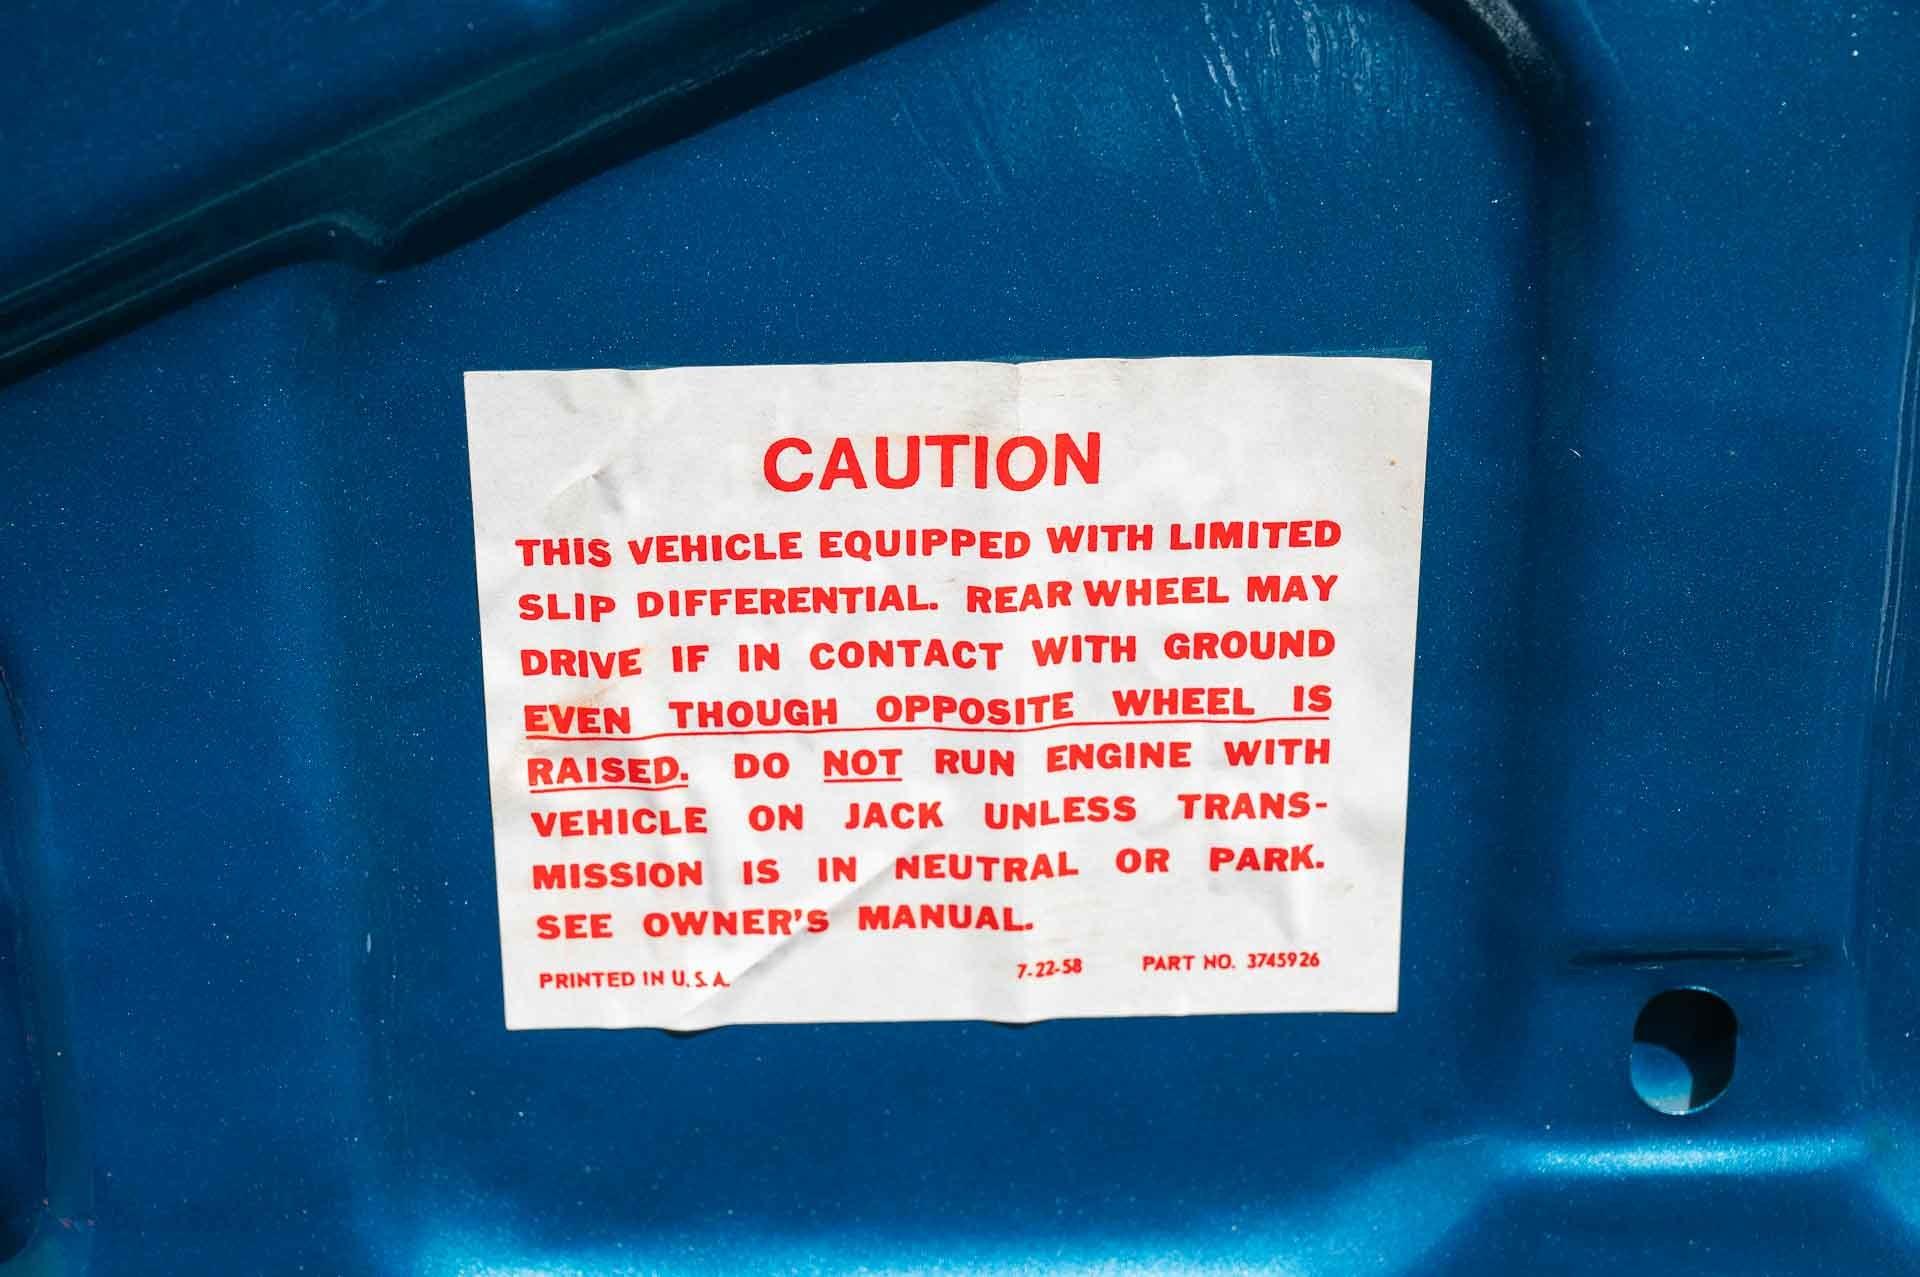 CAUTION
THIS VEHICLE EQUIPPED WITH LIMITED
SLIP DIFFERENTIAL. REAR WHEEL MAY
DRIVE IF IN CONTACT WITH GROUND
EVEN THOUGH OPPOSITE WHEEL IS
RAISED. DO NOT RUN ENGINE WITH
VEHICLE ON JACK UNLESS TRANS-
MISSION IS IN NEUTRAL OR PARK.
SEE OWNER'S MANUAL.
PRINTED IN U.S.A. 7-22-58 PART NO. 3745926